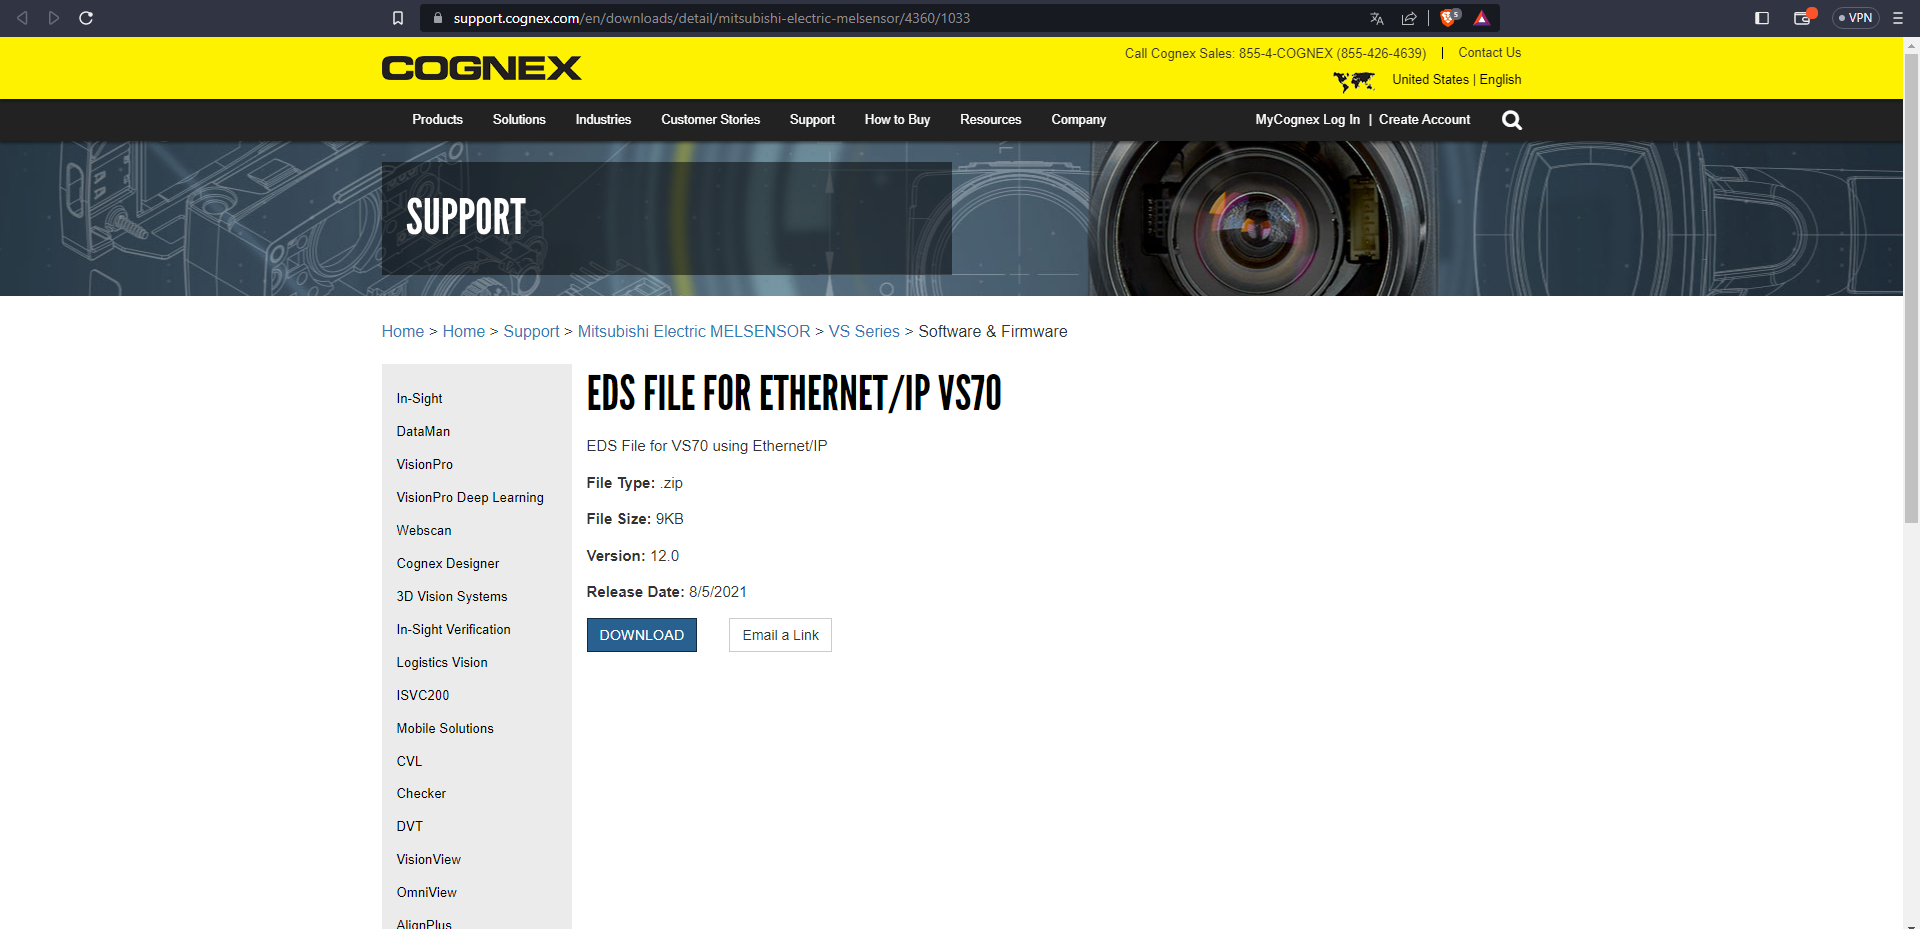 support.cognex.com/en/downloads/detail/mitsubishi-electric-melsensor/4360/1033
5
VPN
COGNEX
Call Cognex Sales: 855-4-COGNEX (855-426-4639) | Contact Us
United States | English
Products Solutions Industries Customer Stories Support How to Buy Resources Company MyCognex Log In | Create Account
SUPPORT
Home > Home > Support > Mitsubishi Electric MELSENSOR > VS Series > Software & Firmware
In-Sight
DataMan
VisionPro
VisionPro Deep Learning
Webscan
Cognex Designer
3D Vision Systems
In-Sight Verification
Logistics Vision
ISVC200
Mobile Solutions
CVL
Checker
DVT
VisionView
OmniView
AlignPlus
EDS FILE FOR ETHERNET/IP VS70
EDS File for VS70 using Ethernet/IP
File Type: .zip
File Size: 9KB
Version: 12.0
Release Date: 8/5/2021
DOWNLOAD
Email a Link